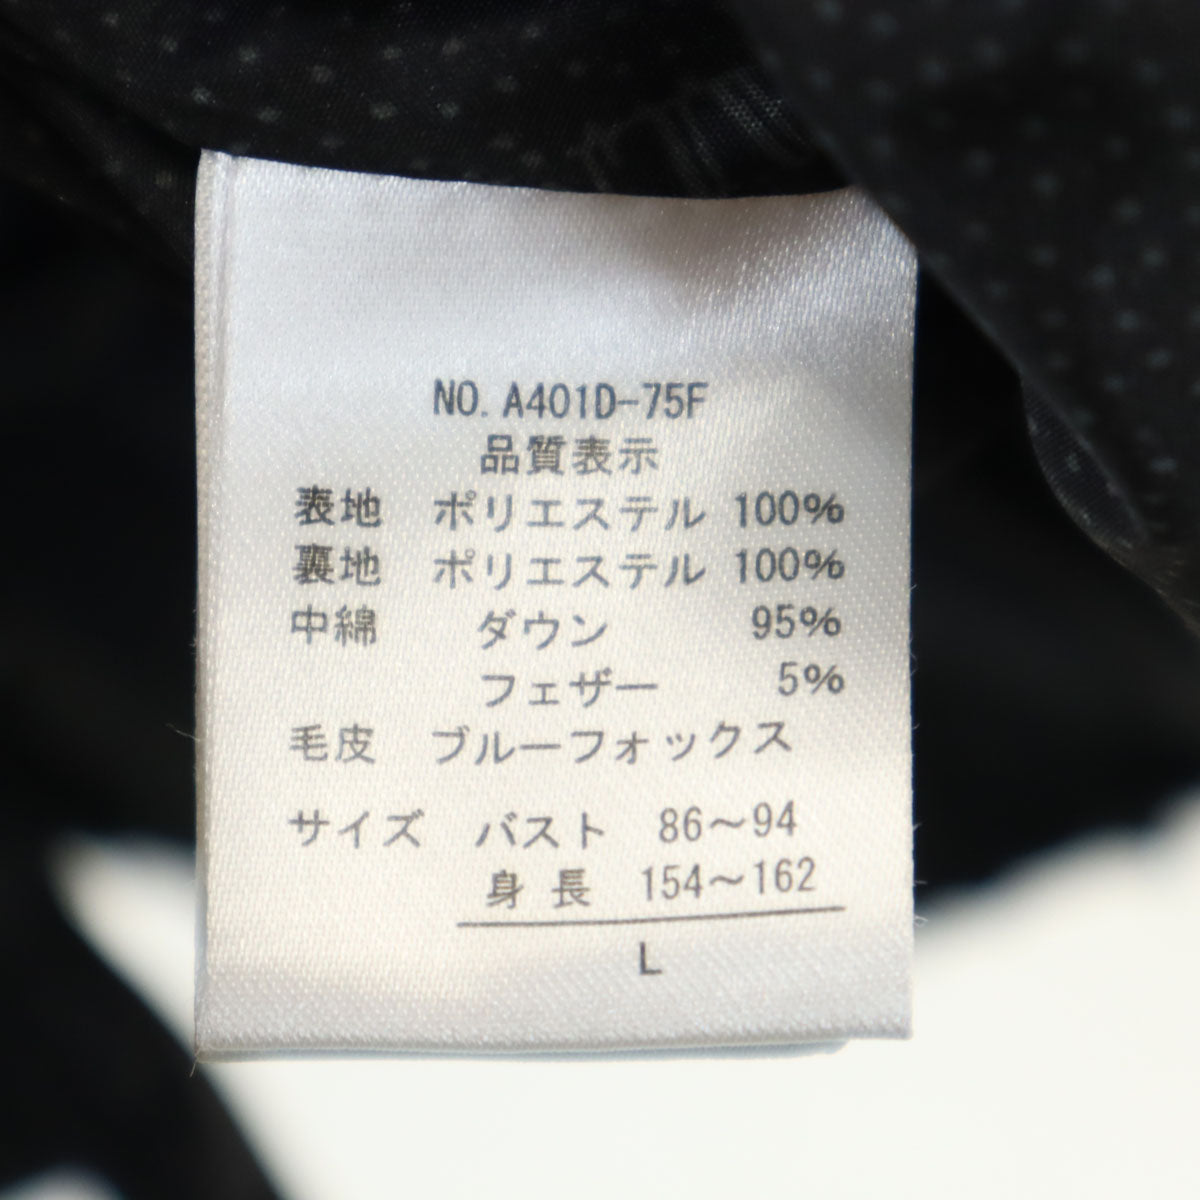 NO. A401D-75F
品質表示
表地 ポリエステル 100%
裏地 ポリエステル 100%
中綿 ダウン 95%
フェザー 5%
毛皮 ブルーフォックス
サイズ バスト 86〜94
身長 154〜162
L